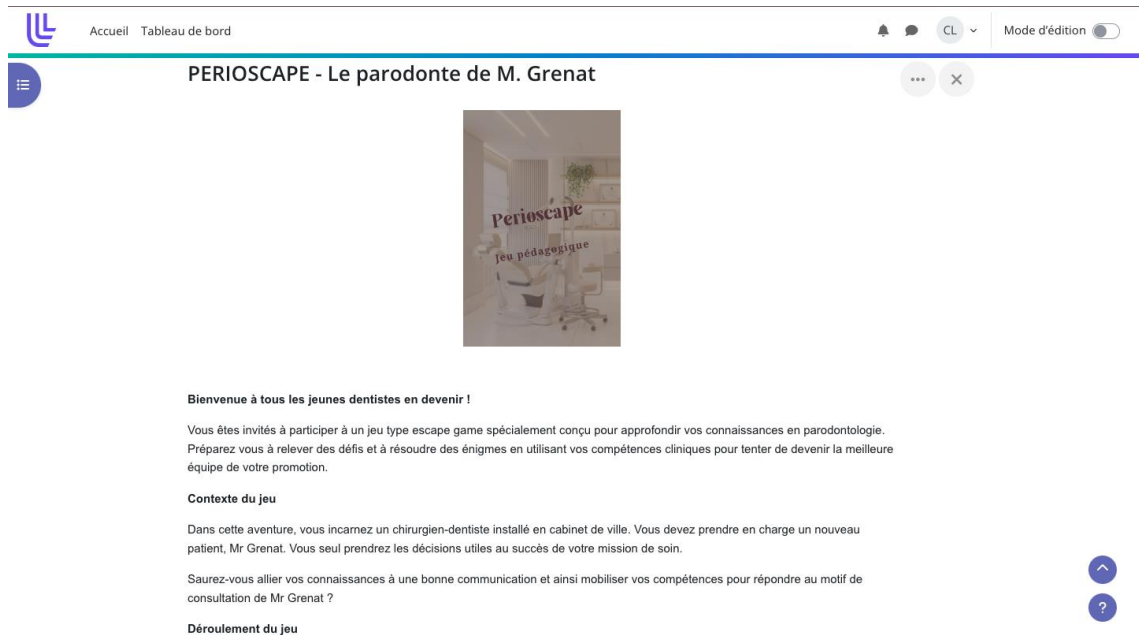 Accueil Tableau de bord
CL
Mode d'édition
PERIOSCAPE - Le parodonte de M. Grenat
Perioscape
Jeu pédagogique
Bienvenue à tous les jeunes dentistes en devenir !
Vous êtes invités à participer à un jeu type escape game spécialement conçu pour approfondir vos connaissances en parodontologie.
Préparez vous à relever des défis et à résoudre des énigmes en utilisant vos compétences cliniques pour tenter de devenir la meilleure
équipe de votre promotion.
Contexte du jeu
Dans cette aventure, vous incarnez un chirurgien-dentiste installé en cabinet de ville. Vous devez prendre en charge un nouveau
patient, Mr Grenat. Vous seul prendrez les décisions utiles au succès de votre mission de soin.
Saurez-vous allier vos connaissances à une bonne communication et ainsi mobiliser vos compétences pour répondre au motif de
consultation de Mr Grenat ?
Déroulement du jeu
?